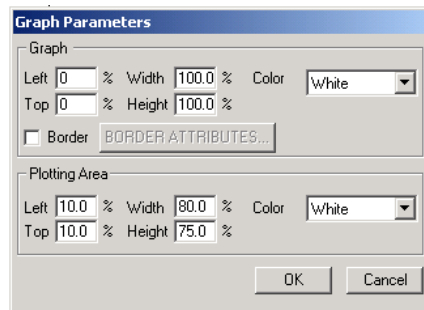 Graph Parameters
Graph
Left 0 % Width 100.0 % Color White
Top 0 % Height 100.0 %
Border BORDER ATTRIBUTES...
Plotting Area
Left 10.0 % Width 80.0 % Color White
Top 10.0 % Height 75.0 %
OK Cancel